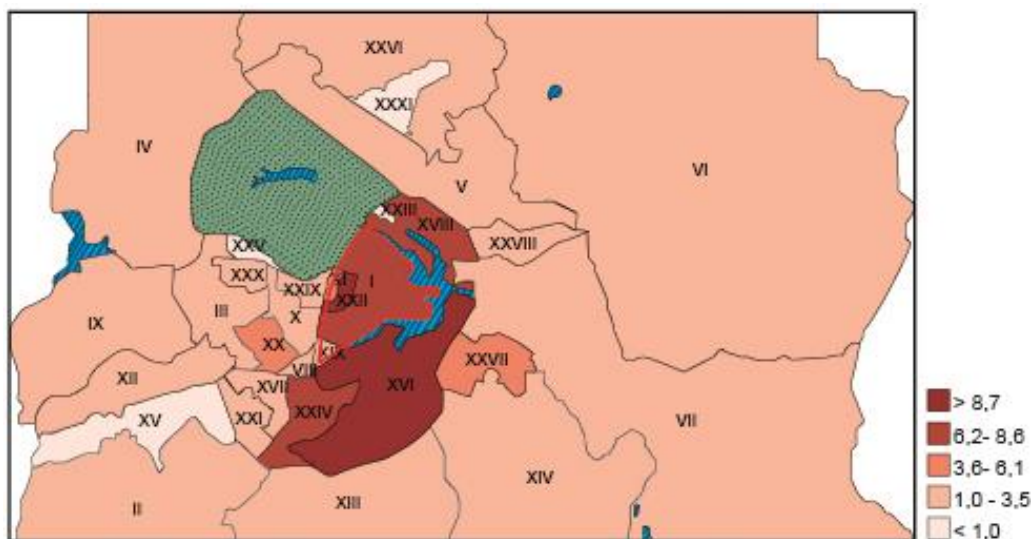 XXVI
XXXI
IV
VI
V
XXIII
XVIII
XXVIII
XXV
XXX
XXIX
XI
I
XXII
III
X
IX
XX
XIX
VIII
XXVII
XII
XVII
XVI
XV
XXI
XXIV
VII
XIV
II
XIII
> 8,7
6,2- 8,6
3,6- 6,1
1,0 - 3,5
< 1,0